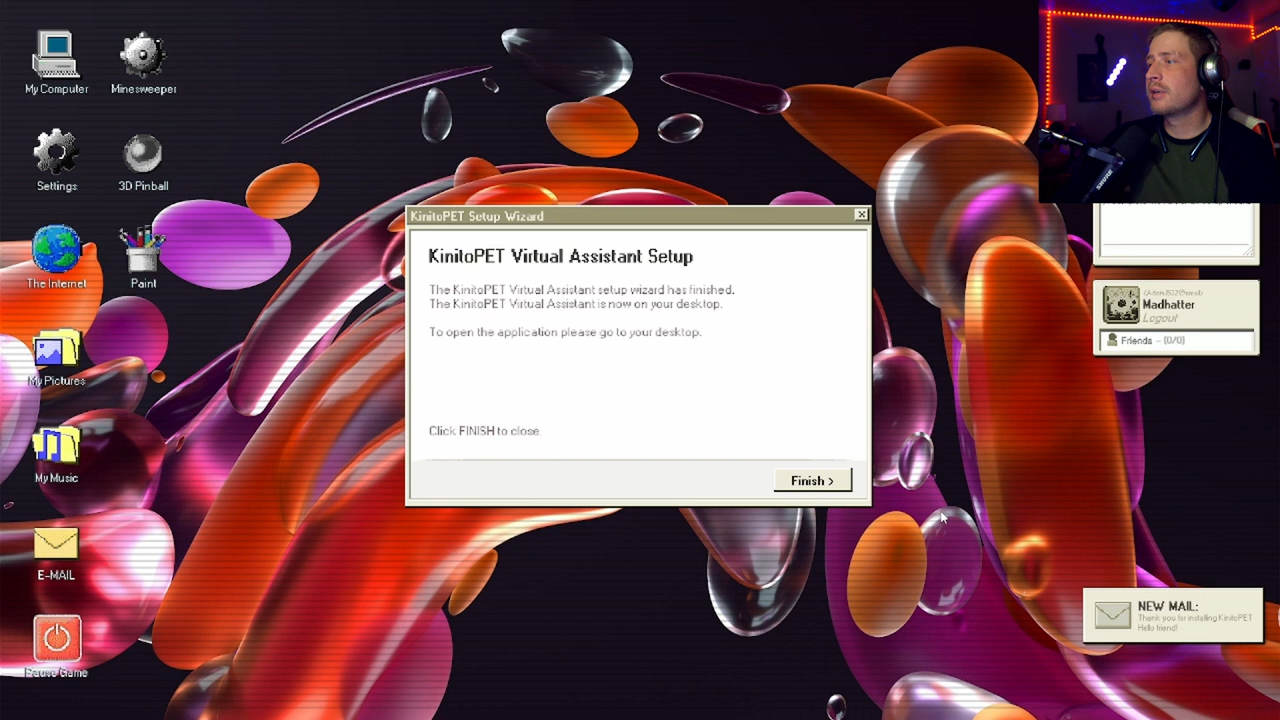 My Computer
Minesweeper
Settings
3D Pinball
The Internet
Paint
My Pictures
My Music
E-MAIL
Pause Game
KinitoPET Setup Wizard
KinitoPET Virtual Assistant Setup
The KinitoPET Virtual Assistant setup wizard has finished.
The KinitoPET Virtual Assistant is now on your desktop.
To open the application please go to your desktop.
Click FINISH to close.
Finish >
Madhatter
Logout
Friends - (0/0)
NEW MAIL:
Thank you for installing KinitoPET
Hello friend!
SHURE